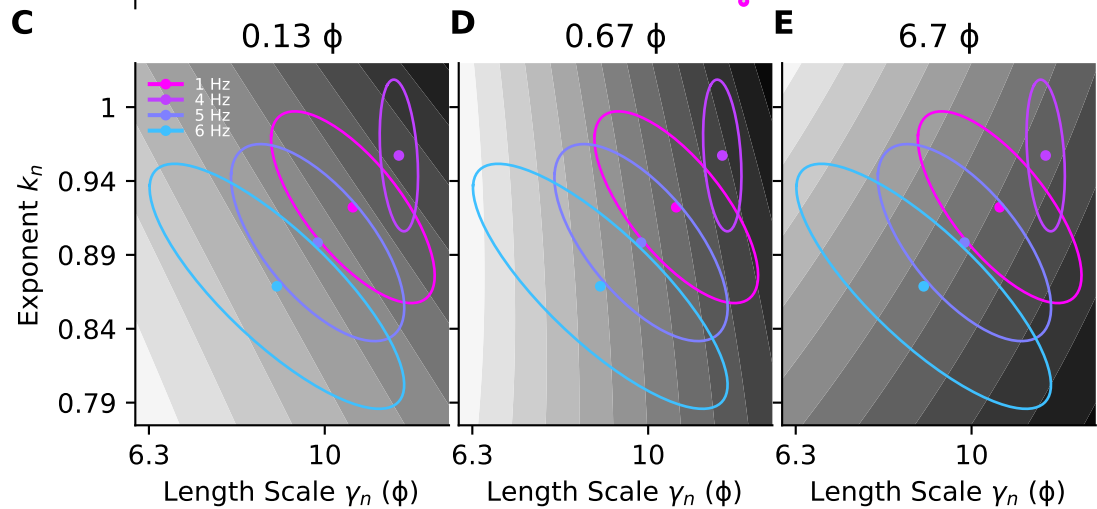 C
0.13 ϕ
D
0.67 ϕ
E
6.7 ϕ
1 Hz
4 Hz
5 Hz
6 Hz
Exponent kₙ
1
0.94
0.89
0.84
0.79
6.3
10
6.3
10
6.3
10
Length Scale γₙ (ϕ)
Length Scale γₙ (ϕ)
Length Scale γₙ (ϕ)